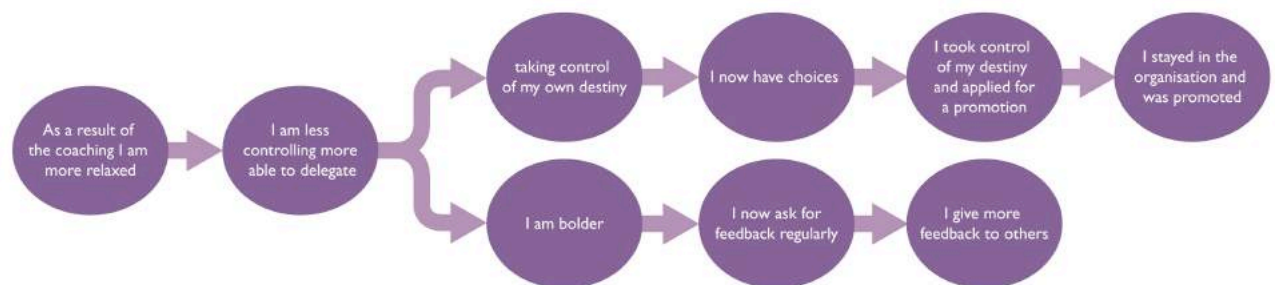 As a result of
the coaching I am
more relaxed
I am less
controlling more
able to delegate
taking control
of my own destiny
I now have choices
I took control
of my destiny
and applied for
a promotion
I stayed in the
organisation and
was promoted
I am bolder
I now ask for
feedback regularly
I give more
feedback to others